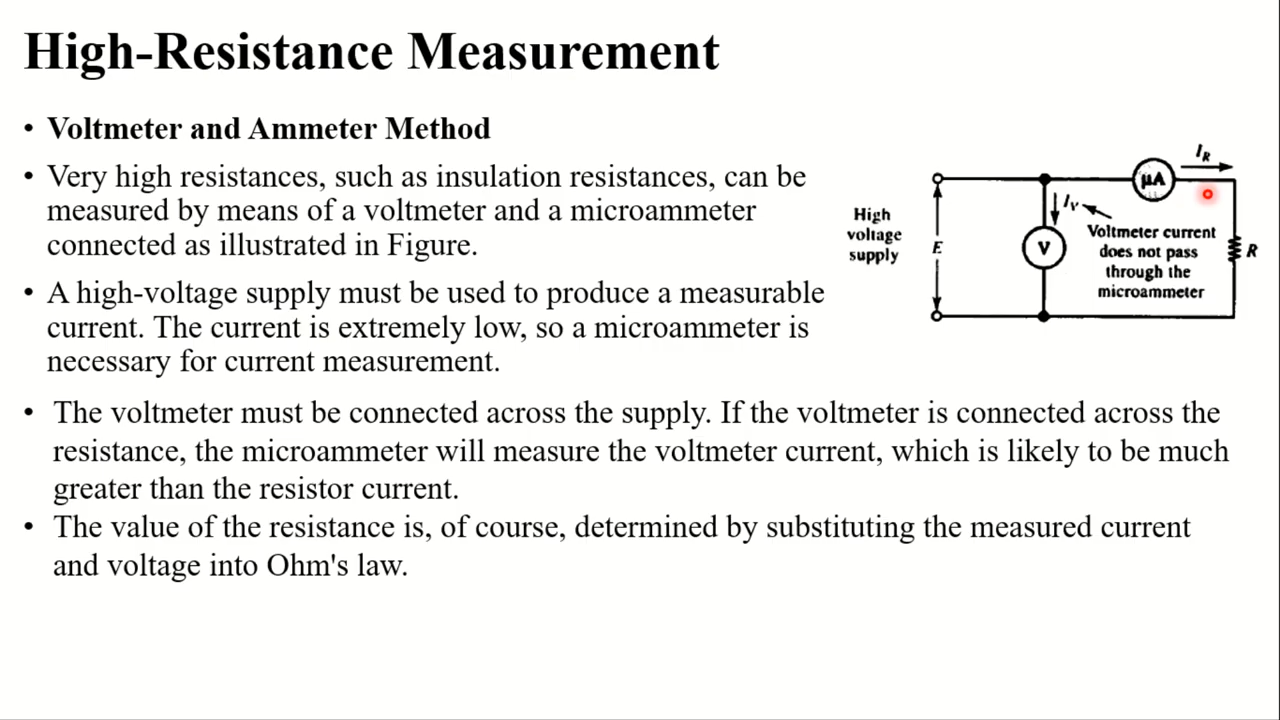 High-Resistance Measurement
• Voltmeter and Ammeter Method
• Very high resistances, such as insulation resistances, can be
measured by means of a voltmeter and a microammeter
connected as illustrated in Figure.
• A high-voltage supply must be used to produce a measurable
current. The current is extremely low, so a microammeter is
necessary for current measurement.
• The voltmeter must be connected across the supply. If the voltmeter is connected across the
resistance, the microammeter will measure the voltmeter current, which is likely to be much
greater than the resistor current.
• The value of the resistance is, of course, determined by substituting the measured current
and voltage into Ohm's law.
High
voltage
supply
E
V
I_V
µA
I_R
Voltmeter current
does not pass
through the
microammeter
R